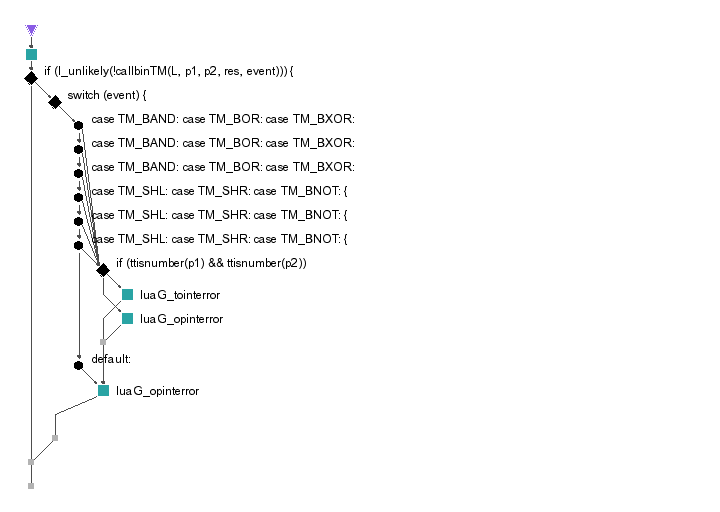 if (l_unlikely(!callbinTM(L, p1, p2, res, event))) {
switch (event) {
case TM_BAND: case TM_BOR: case TM_BXOR:
case TM_BAND: case TM_BOR: case TM_BXOR:
case TM_BAND: case TM_BOR: case TM_BXOR:
case TM_SHL: case TM_SHR: case TM_BNOT: {
case TM_SHL: case TM_SHR: case TM_BNOT: {
case TM_SHL: case TM_SHR: case TM_BNOT: {
if (ttisnumber(p1) && ttisnumber(p2))
luaG_tointerror
luaG_opinterror
default:
luaG_opinterror